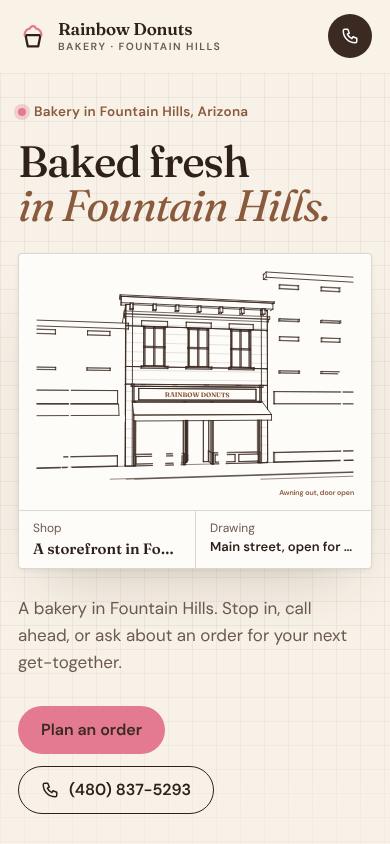 Rainbow Donuts
BAKERY · FOUNTAIN HILLS
Bakery in Fountain Hills, Arizona
Baked fresh
in Fountain Hills.
RAINBOW DONUTS
Awning out, door open
Shop
A storefront in Fo...
Drawing
Main street, open for ...
A bakery in Fountain Hills. Stop in, call
ahead, or ask about an order for your next
get-together.
Plan an order
(480) 837-5293